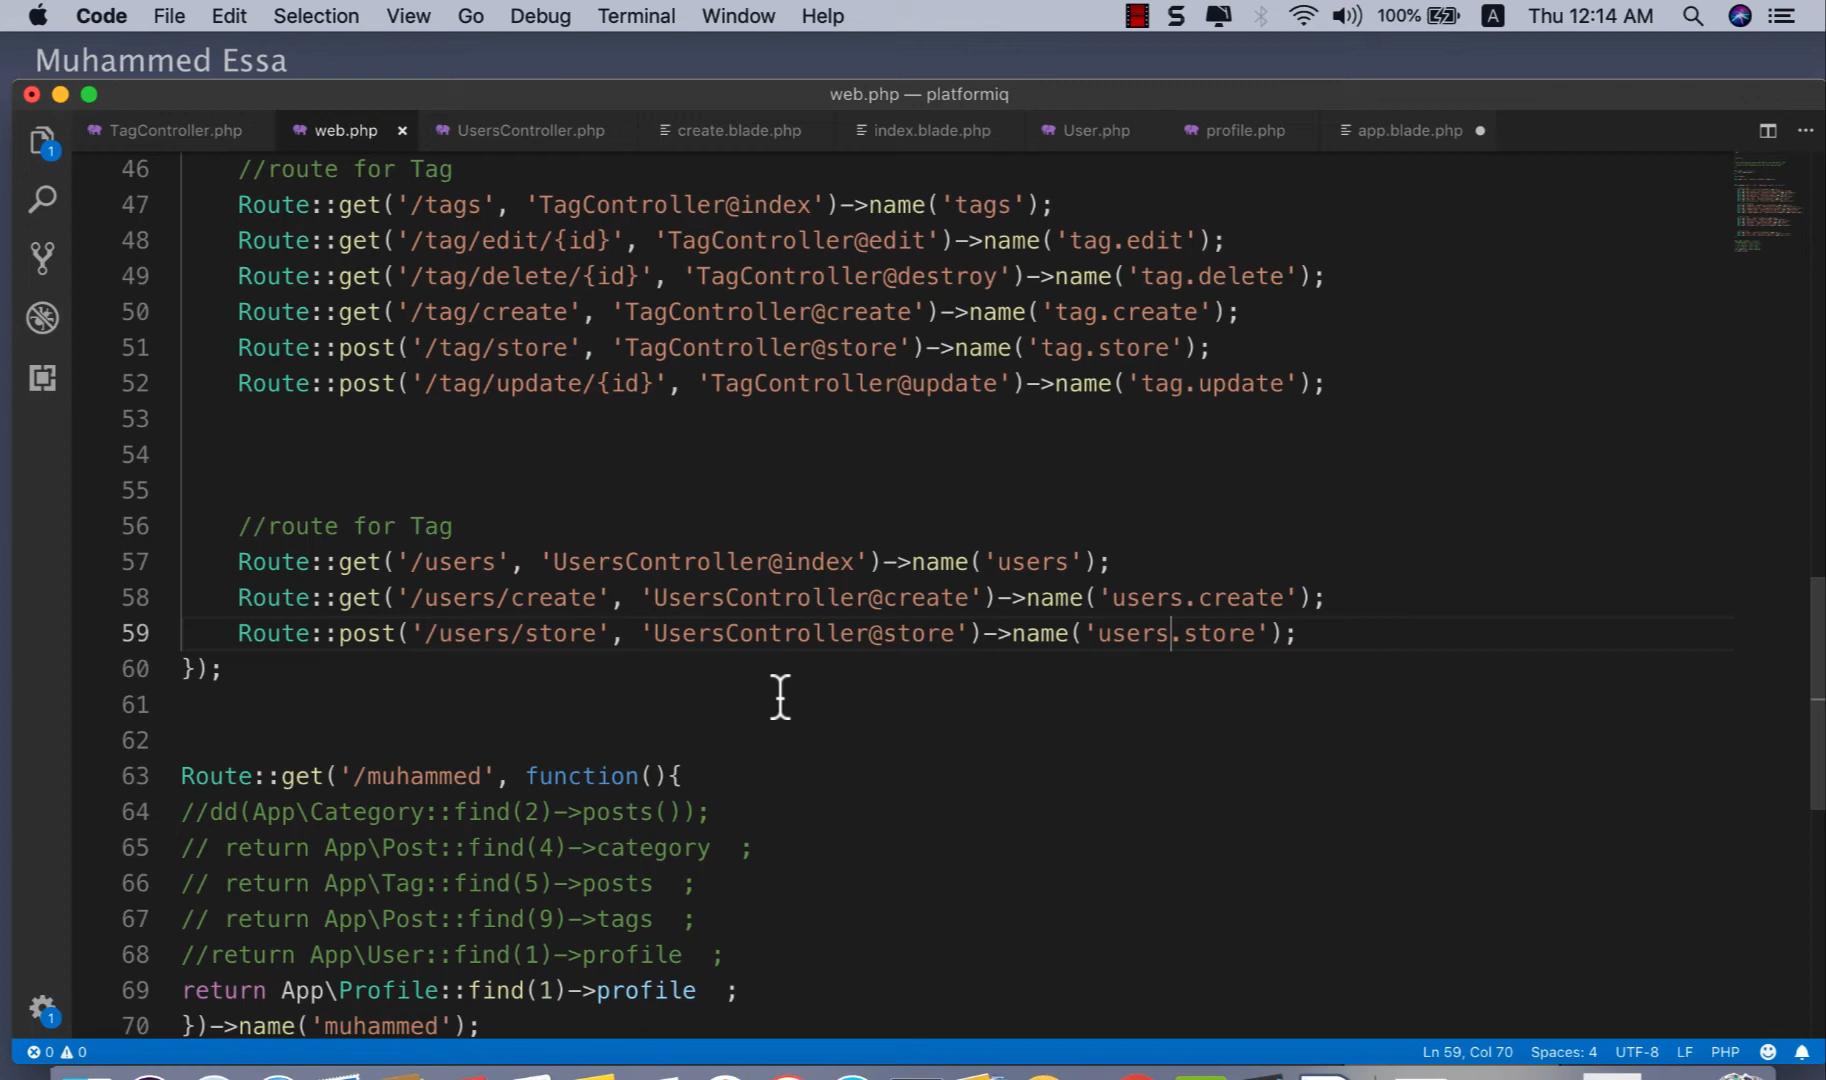 Code File Edit Selection View Go Debug Terminal Window Help S 100% A Thu 12:14 AM
Muhammed Essa
web.php — platformiq
TagController.php web.php × UsersController.php create.blade.php index.blade.php User.php profile.php app.blade.php
1
46 //route for Tag
47 Route::get('/tags', 'TagController@index')->name('tags');
48 Route::get('/tag/edit/{id}', 'TagController@edit')->name('tag.edit');
49 Route::get('/tag/delete/{id}', 'TagController@destroy')->name('tag.delete');
50 Route::get('/tag/create', 'TagController@create')->name('tag.create');
51 Route::post('/tag/store', 'TagController@store')->name('tag.store');
52 Route::post('/tag/update/{id}', 'TagController@update')->name('tag.update');
53
54
55
56 //route for Tag
57 Route::get('/users', 'UsersController@index')->name('users');
58 Route::get('/users/create', 'UsersController@create')->name('users.create');
59 Route::post('/users/store', 'UsersController@store')->name('users.store');
60 });
61
62
63 Route::get('/muhammed', function(){
64 //dd(App\Category::find(2)->posts());
65 // return App\Post::find(4)->category ;
66 // return App\Tag::find(5)->posts ;
67 // return App\Post::find(9)->tags ;
68 //return App\User::find(1)->profile ;
69 return App\Profile::find(1)->profile ;
70 })->name('muhammed');
1
0 0 Ln 59, Col 70 Spaces: 4 UTF-8 LF PHP